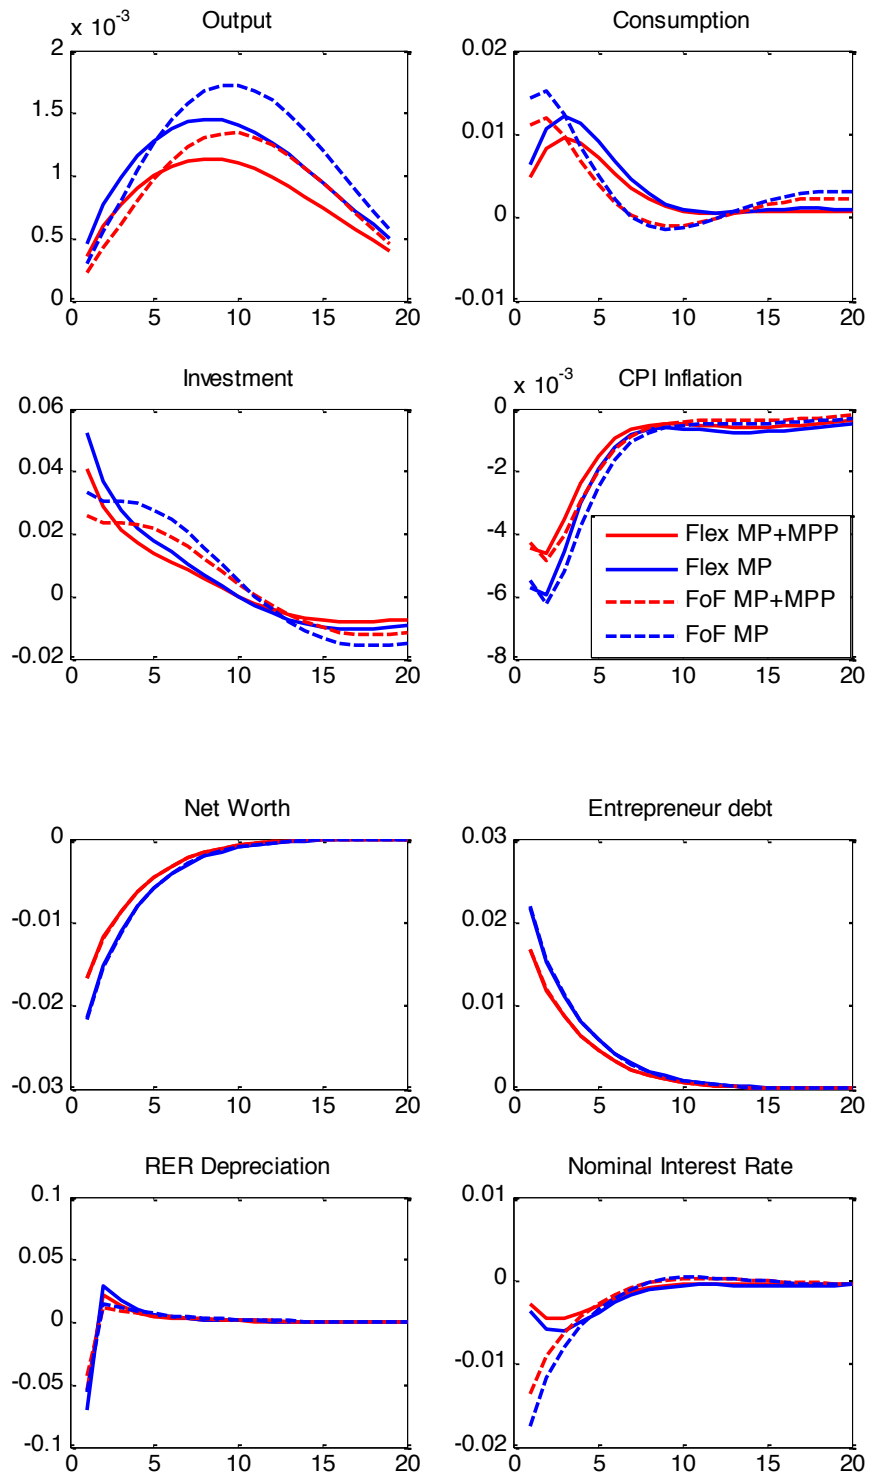 x 10-3
Output
2
1.5
1
0.5
0
0 5 10 15 20
Consumption
0.02
0.01
0
-0.01
0 5 10 15 20
Investment
0.06
0.04
0.02
0
-0.02
0 5 10 15 20
x 10-3
CPI Inflation
0
-2
-4
-6
-8
0 5 10 15 20
Flex MP+MPP
Flex MP
FoF MP+MPP
FoF MP
Net Worth
0
-0.01
-0.02
-0.03
0 5 10 15 20
Entrepreneur debt
0.03
0.02
0.01
0
0 5 10 15 20
RER Depreciation
0.1
0.05
0
-0.05
-0.1
0 5 10 15 20
Nominal Interest Rate
0.01
0
-0.01
-0.02
0 5 10 15 20